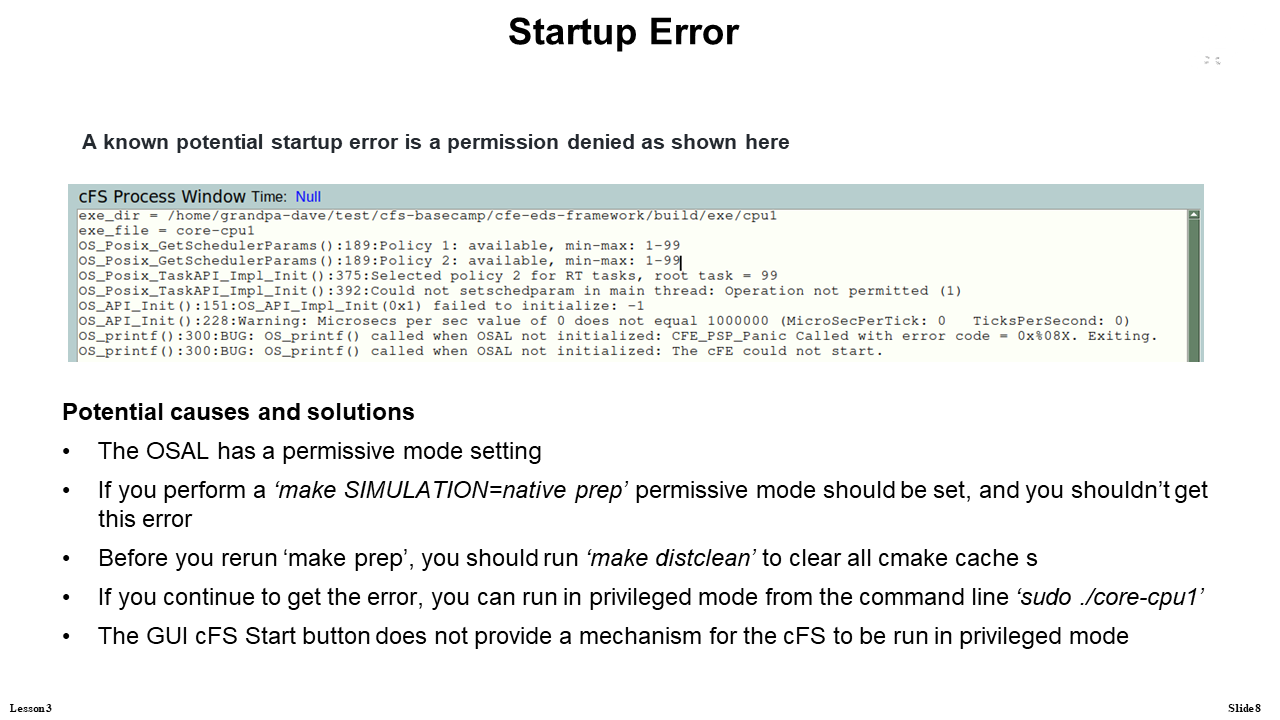 Startup Error
A known potential startup error is a permission denied as shown here
cFS Process Window Time: Null
exe_dir = /home/grandpa-dave/test/cfs-basecamp/cfe-eds-framework/build/exe/cpu1
exe_file = core-cpu1
OS_Posix_GetSchedulerParams():189:Policy 1: available, min-max: 1-99
OS_Posix_GetSchedulerParams():189:Policy 2: available, min-max: 1-99
OS_Posix_TaskAPI_Impl_Init():375:Selected policy 2 for RT tasks, root task = 99
OS_Posix_TaskAPI_Impl_Init():392:Could not setschedparam in main thread: Operation not permitted (1)
OS_API_Init():151:OS_API_Impl_Init(0x1) failed to initialize: -1
OS_API_Init():228:Warning: Microsecs per sec value of 0 does not equal 1000000 (MicroSecPerTick: 0   TicksPerSecond: 0)
OS_printf():300:BUG: OS_printf() called when OSAL not initialized: CFE_PSP_Panic Called with error code = 0x%08X. Exiting.
OS_printf():300:BUG: OS_printf() called when OSAL not initialized: The cFE could not start.
Potential causes and solutions
• The OSAL has a permissive mode setting
• If you perform a ‘make SIMULATION=native prep’ permissive mode should be set, and you shouldn’t get
this error
• Before you rerun ‘make prep’, you should run ‘make distclean’ to clear all cmake cache s
• If you continue to get the error, you can run in privileged mode from the command line ‘sudo ./core-cpu1’
• The GUI cFS Start button does not provide a mechanism for the cFS to be run in privileged mode
Lesson 3
Slide 8